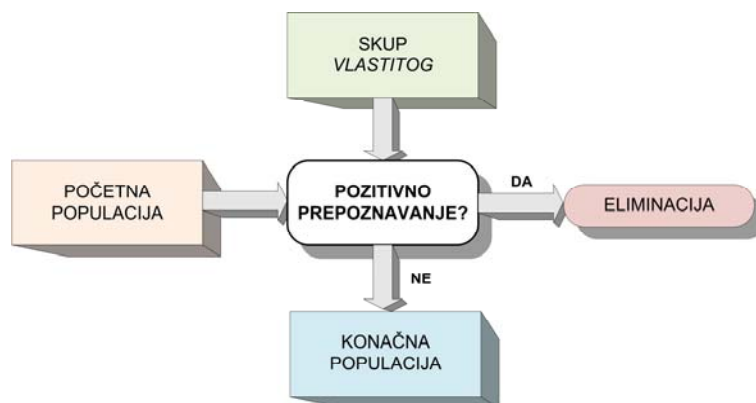 SKUP
VLASTITOG
POČETNA
POPULACIJA
POZITIVNO
PREPOZNAVANJE?
DA
ELIMINACIJA
NE
KONAČNA
POPULACIJA